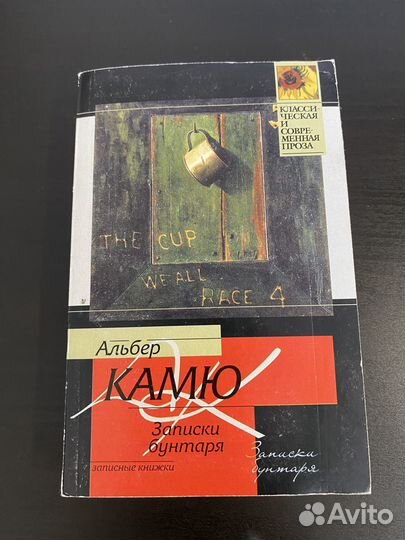 КЛАССИ-
ЧЕСКАЯ
И
СОВРЕ-
МЕННАЯ
ПРОЗА
THE CUP
WE ALL
RACE 4
Альбер
КАМЮ
Записки
бунтаря
записные книжки
Записки
бунтаря
Avito